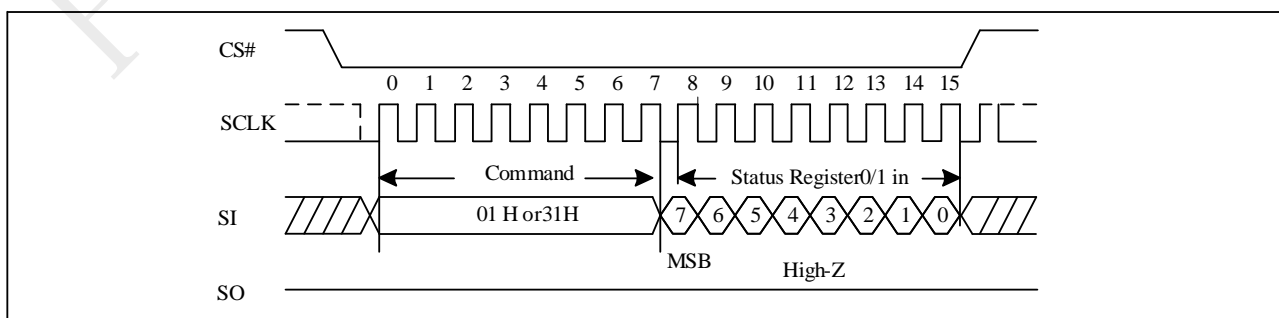 CS#
0 1 2 3 4 5 6 7 8 9 10 11 12 13 14 15
SCLK
Command
Status Register0/1 in
SI
01 H or31H
7 6 5 4 3 2 1 0
MSB
High-Z
SO